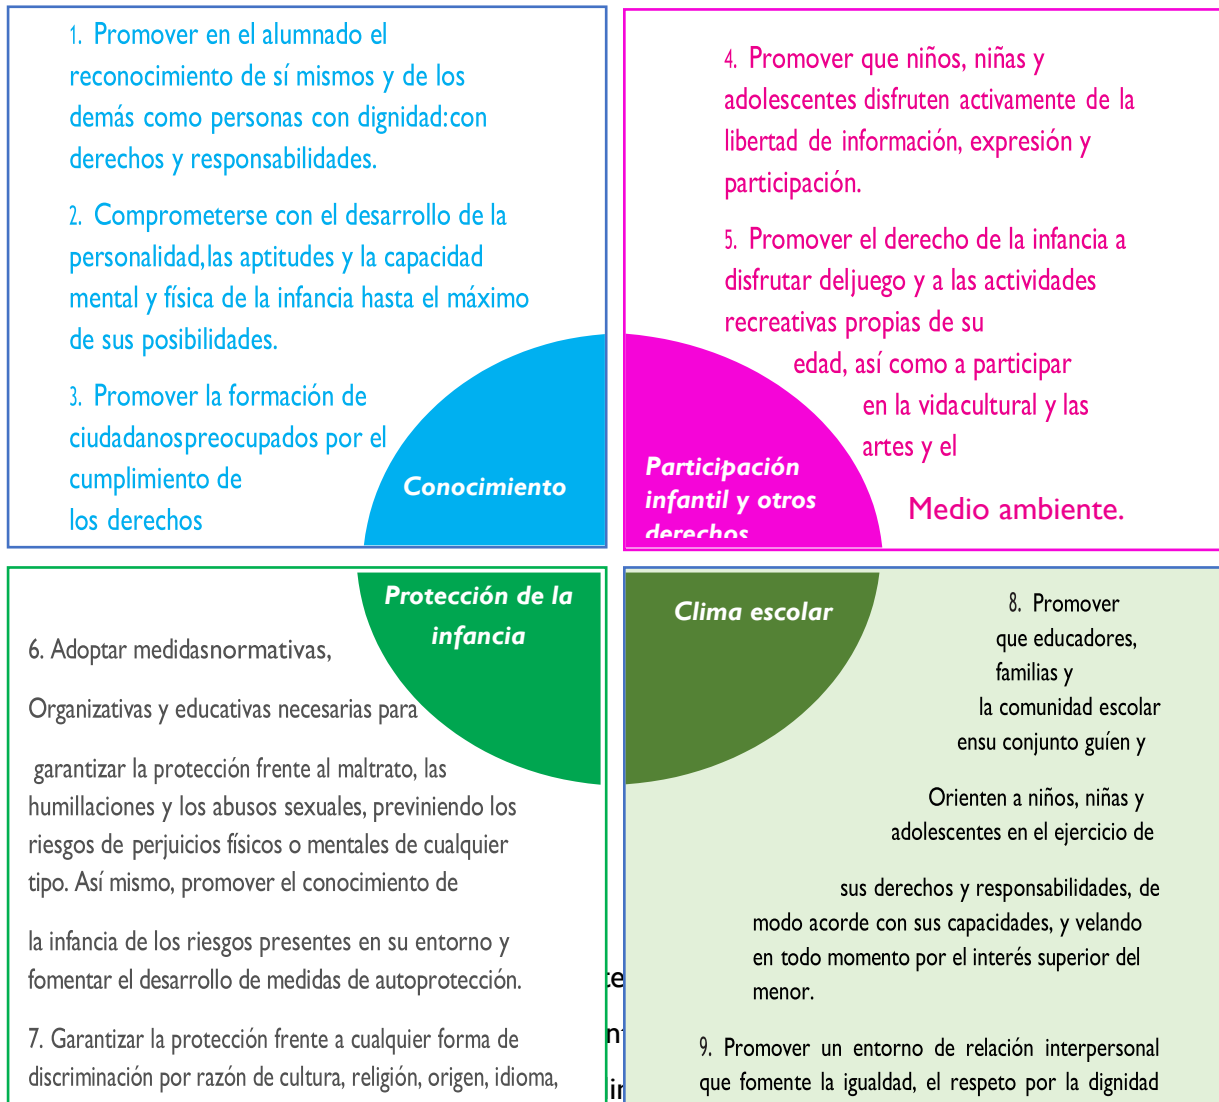 1. Promover en el alumnado el
reconocimiento de sí mismos y de los
demás como personas con dignidad:con
derechos y responsabilidades.
2. Comprometerse con el desarrollo de la
personalidad,las aptitudes y la capacidad
mental y física de la infancia hasta el máximo
de sus posibilidades.
3. Promover la formación de
ciudadanospreocupados por el
cumplimiento de
los derechos
Conocimiento
4. Promover que niños, niñas y
adolescentes disfruten activamente de la
libertad de información, expresión y
participación.
5. Promover el derecho de la infancia a
disfrutar deljuego y a las actividades
recreativas propias de su
edad, así como a participar
en la vidacultural y las
artes y el
Medio ambiente.
Participación
infantil y otros
derechos
Protección de la
infancia
6. Adoptar medidasnormativas,
Organizativas y educativas necesarias para
garantizar la protección frente al maltrato, las
humillaciones y los abusos sexuales, previniendo los
riesgos de perjuicios físicos o mentales de cualquier
tipo. Así mismo, promover el conocimiento de
la infancia de los riesgos presentes en su entorno y
fomentar el desarrollo de medidas de autoprotección.
7. Garantizar la protección frente a cualquier forma de
discriminación por razón de cultura, religión, origen, idioma,
Clima escolar
8. Promover
que educadores,
familias y
la comunidad escolar
ensu conjunto guíen y
Orienten a niños, niñas y
adolescentes en el ejercicio de
sus derechos y responsabilidades, de
modo acorde con sus capacidades, y velando
en todo momento por el interés superior del
menor.
9. Promover un entorno de relación interpersonal
que fomente la igualdad, el respeto por la dignidad